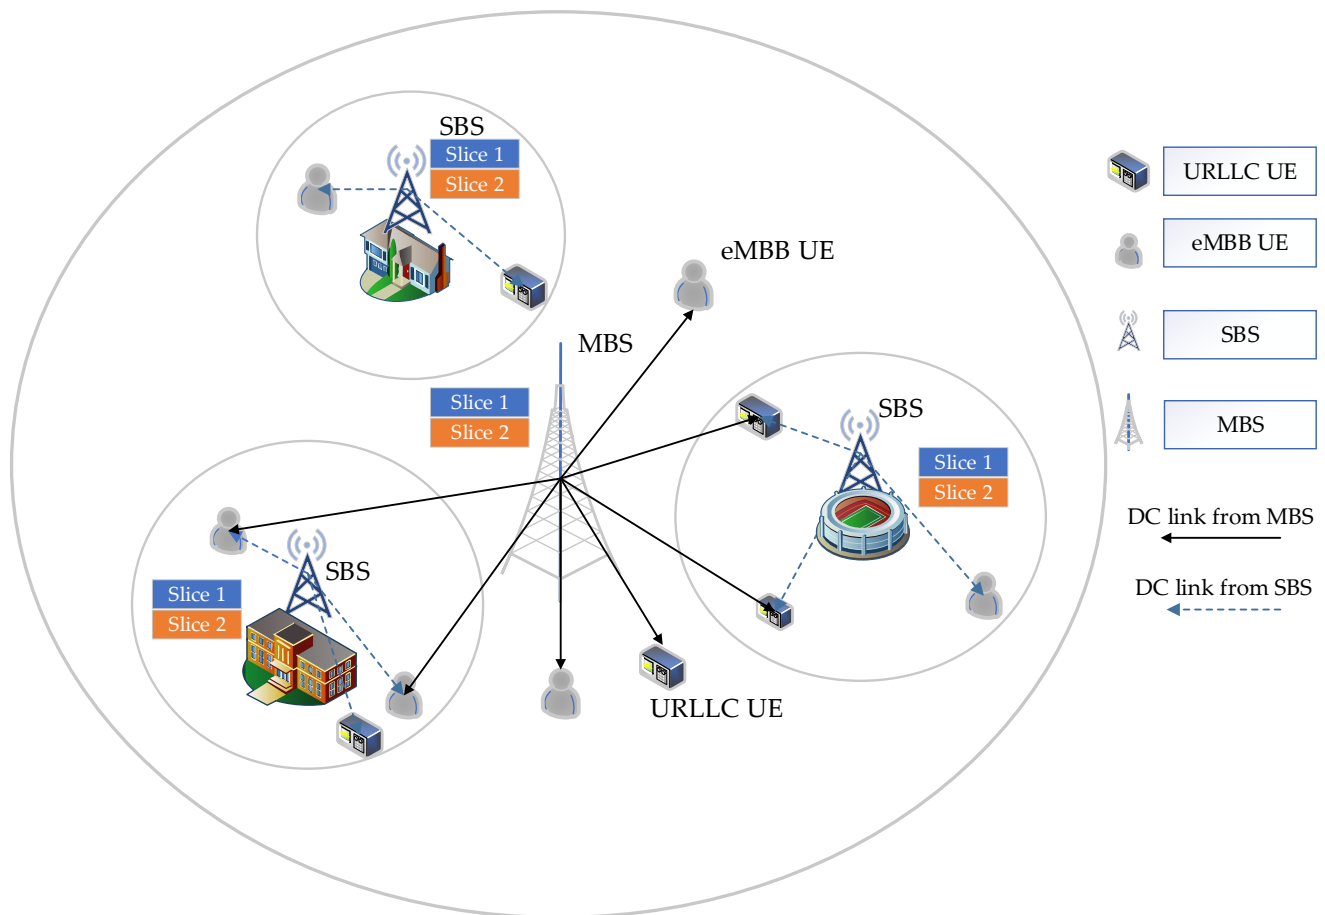 SBS
Slice 1
Slice 2
eMBB UE
MBS
Slice 1
Slice 2
SBS
Slice 1
Slice 2
SBS
Slice 1
Slice 2
URLLC UE
URLLC UE
eMBB UE
SBS
MBS
DC link from MBS
DC link from SBS